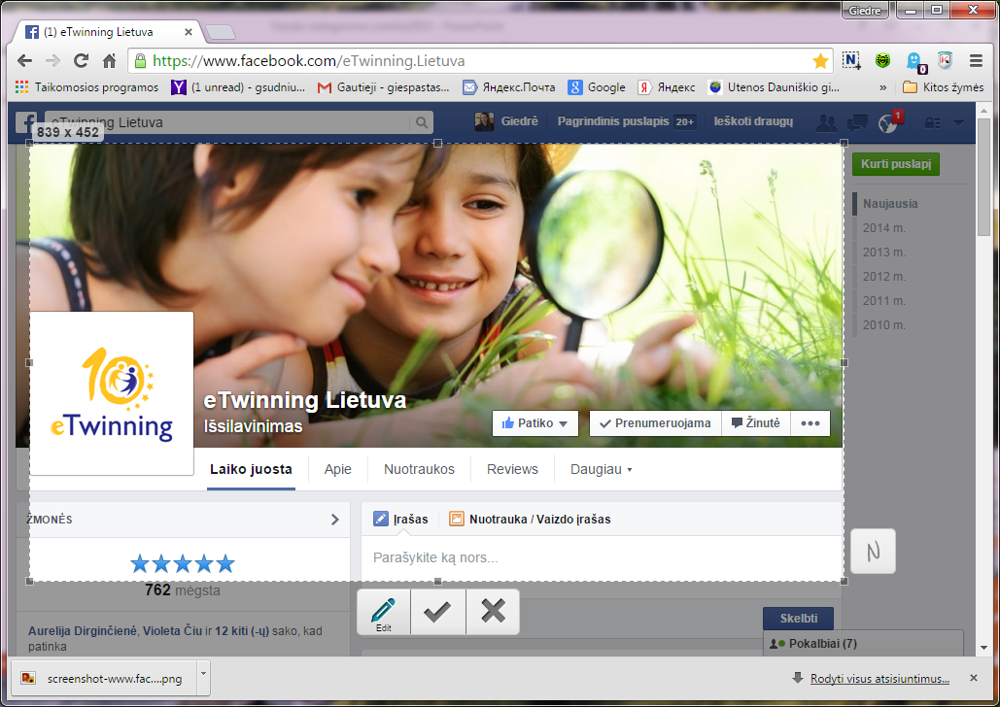 Giedre
(1) eTwinning Lietuva
https://www.facebook.com/eTwinning.Lietuva
Taikomosios programos
(1 unread) - gsudniu...
Gautieji - giespastas...
Яндекс.Почта
Google
Яндекс
Utenos Dauniškio gi...
»
Kitos žymės
eTwinning Lietuva
Giedrė
Pagrindinis puslapis 20+
Ieškoti draugų
1
0
839 x 452
Kurti puslapį
Naujausia
2014 m.
2013 m.
2012 m.
2011 m.
2010 m.
10
eTwinning
eTwinning Lietuva
Išsilavinimas
Patiko
Prenumeruojama
Žinutė
Laiko juosta
Apie
Nuotraukos
Reviews
Daugiau
ŽMONĖS
762 mėgsta
Aurelija Dirginčienė, Violeta Čiu ir 12 kiti (-ų) sako, kad
patinka
Įrašas
Nuotrauka / Vaizdo įrašas
Parašykite ką nors...
N
Edit
Skelbti
Pokalbiai (7)
screenshot-www.fac....png
Rodyti visus atsisiuntimus...